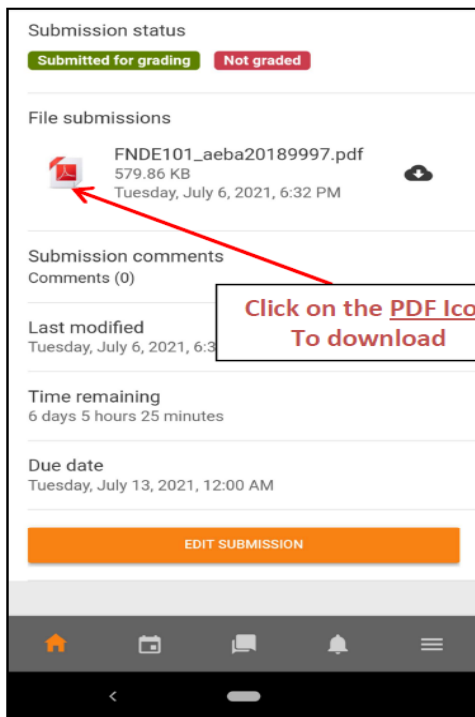 Submission status
Submitted for grading Not graded
File submissions
FNDE101_aeba20189997.pdf
579.86 KB
Tuesday, July 6, 2021, 6:32 PM
Submission comments
Comments (0)
Click on the PDF Ico
To download
Last modified
Tuesday, July 6, 2021, 6:3
Time remaining
6 days 5 hours 25 minutes
Due date
Tuesday, July 13, 2021, 12:00 AM
EDIT SUBMISSION